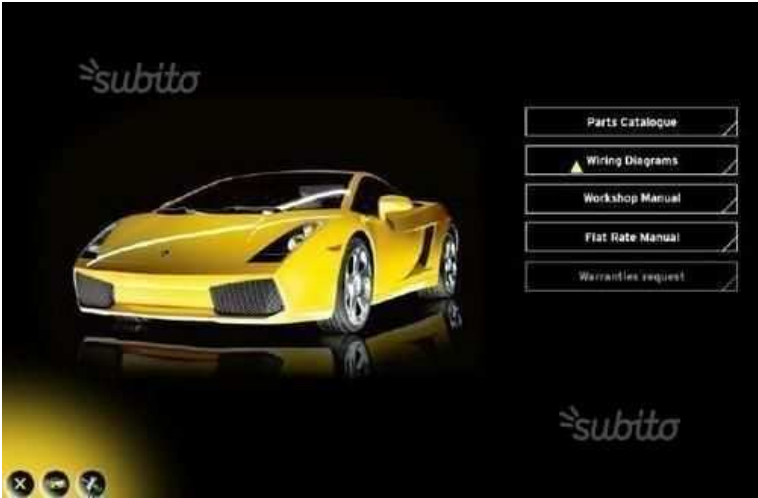 subito
Parts Catalogue
Wiring Diagrams
Workshop Manual
Flat Rate Manual
Warranties request
subito